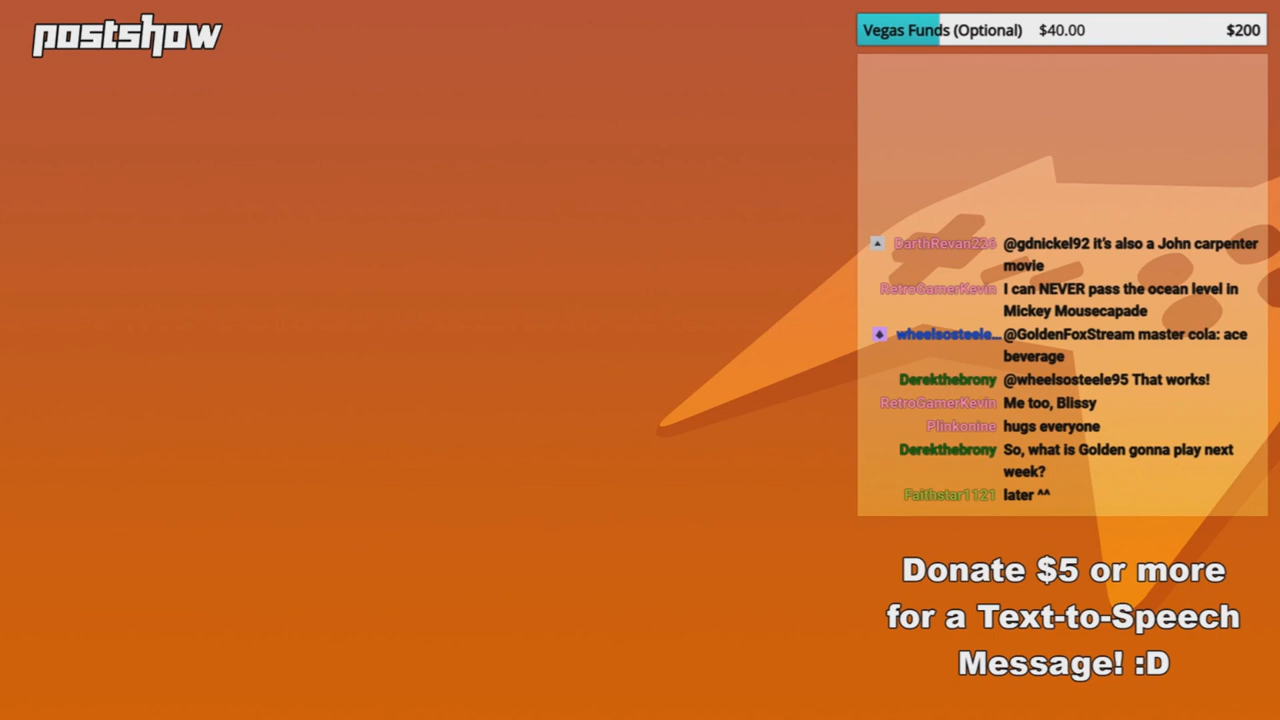 postshow
Vegas Funds (Optional) $40.00 $200
DarthRevan226 @gdnickel92 it's also a John carpenter
movie
RetroGamerKevin I can NEVER pass the ocean level in
Mickey Mousecapade
wheelsosteele... @GoldenFoxStream master cola: ace
beverage
Derekthebrony @wheelsosteele95 That works!
RetroGamerKevin Me too, Blissy
Plinkonine hugs everyone
Derekthebrony So, what is Golden gonna play next
week?
Faithstar1121 later ^^
Donate $5 or more
for a Text-to-Speech
Message! :D